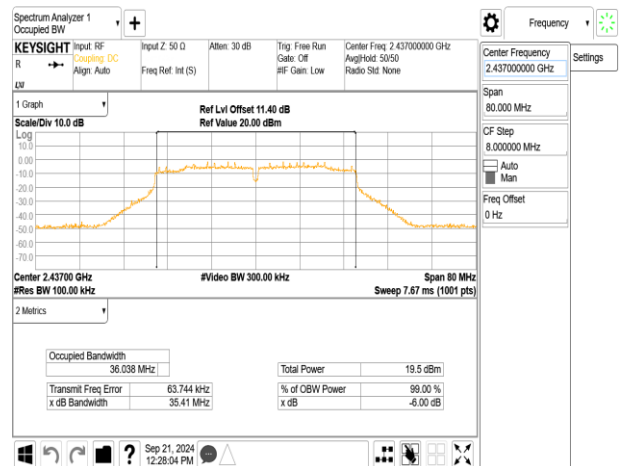 Spectrum Analyzer 1
Occupied BW
Frequency
KEYSIGHT
R
Input: RF
Coupling: DC
Align: Auto
Input Z: 50 Ω
Freq Ref: Int (S)
Atten: 30 dB
Trig: Free Run
Gate: Off
#IF Gain: Low
Center Freq: 2.437000000 GHz
Avg|Hold: 50/50
Radio Std: None
Center Frequency
2.437000000 GHz
Settings
Span
80.000 MHz
CF Step
8.000000 MHz
Auto
Man
Freq Offset
0 Hz
1 Graph
Scale/Div 10.0 dB
Ref Lvl Offset 11.40 dB
Ref Value 20.00 dBm
Log
10.0
0.00
-10.0
-20.0
-30.0
-40.0
-50.0
-60.0
-70.0
Center 2.43700 GHz
#Res BW 100.00 kHz
#Video BW 300.00 kHz
Span 80 MHz
Sweep 7.67 ms (1001 pts)
2 Metrics
Occupied Bandwidth
36.038 MHz
Transmit Freq Error 63.744 kHz
x dB Bandwidth 35.41 MHz
Total Power 19.5 dBm
% of OBW Power 99.00 %
x dB -6.00 dB
?
Sep 21, 2024
12:28:04 PM